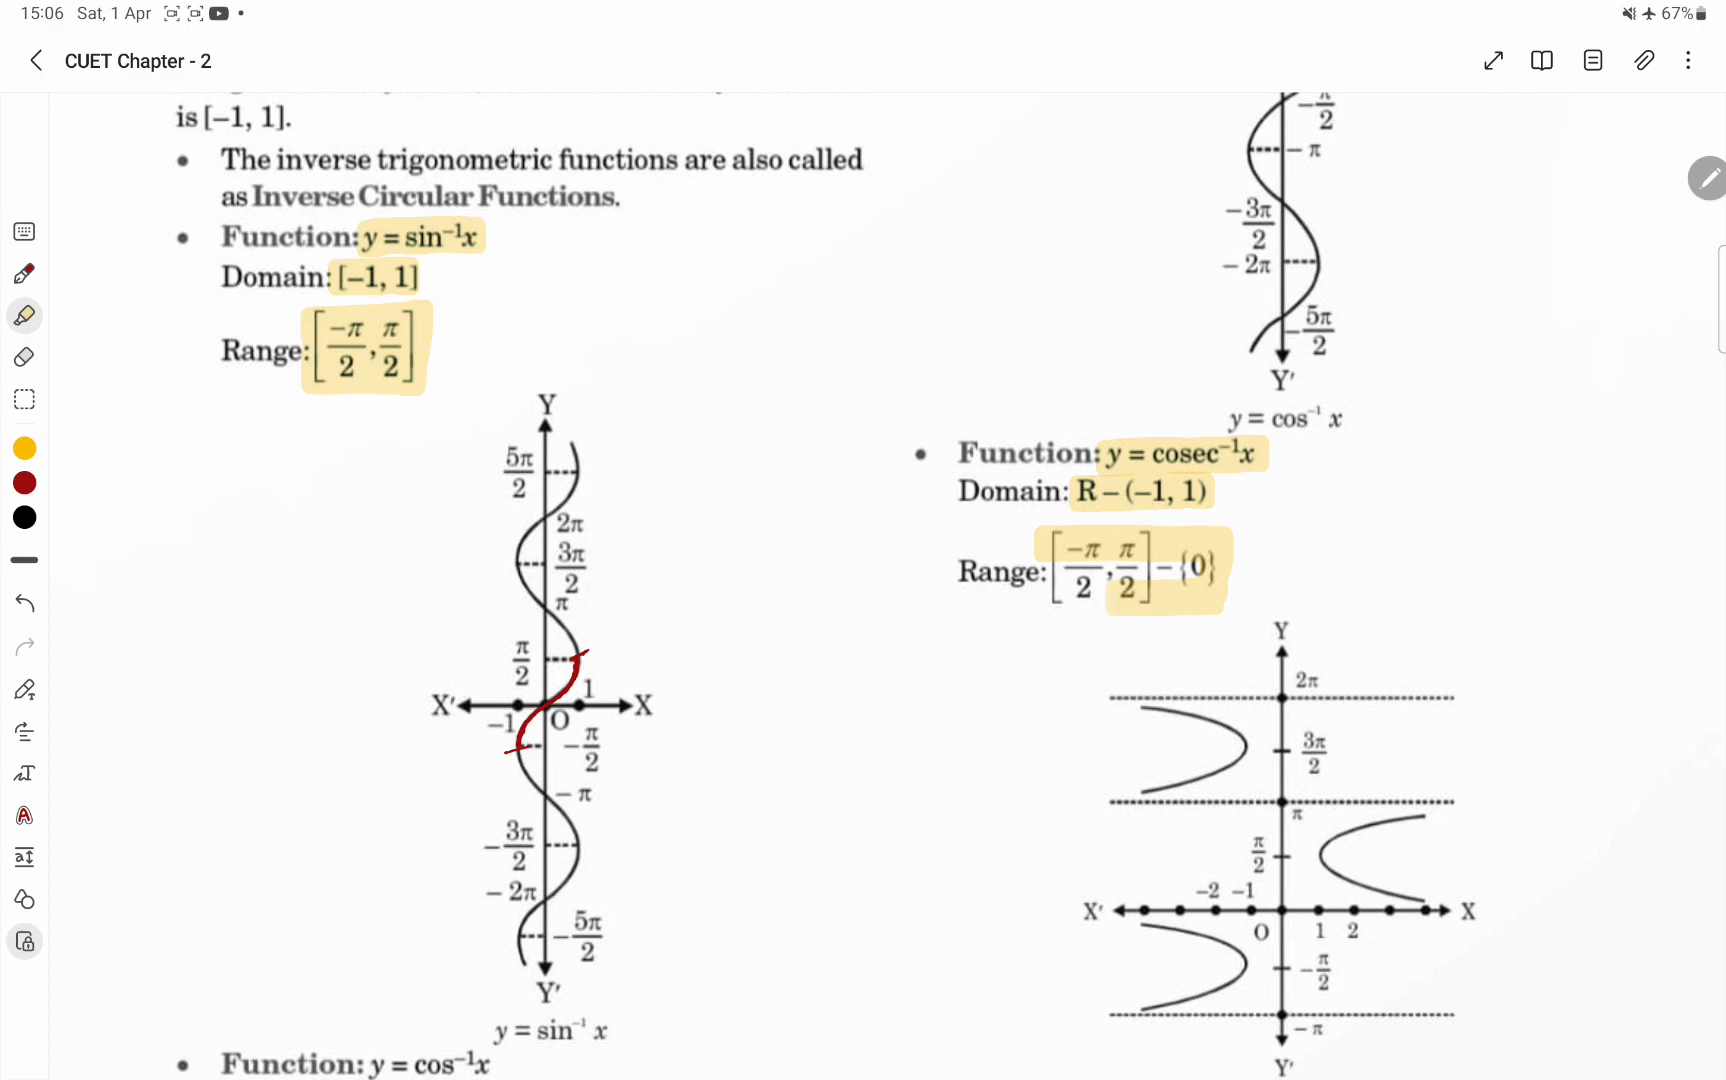 15:06 Sat, 1 Apr
67%
CUET Chapter - 2
is [–1, 1].
• The inverse trigonometric functions are also called
as Inverse Circular Functions.
• Function: y = sin⁻¹x
Domain: [–1, 1]
Range: [−π/2, π/2]
Y
5π/2
2π
3π/2
π
π/2
1
X′ X
–1 O
−π/2
− π
−3π/2
− 2π
−5π/2
Y′
y = sin⁻¹ x
• Function: y = cos⁻¹x
−π/2
− π
−3π/2
− 2π
−5π/2
Y′
y = cos⁻¹ x
• Function: y = cosec⁻¹x
Domain: R – (–1, 1)
Range: [−π/2, π/2] – {0}
Y
2π
3π/2
π
π/2
–2 –1
X′ X
O 1 2
−π/2
− π
Y′